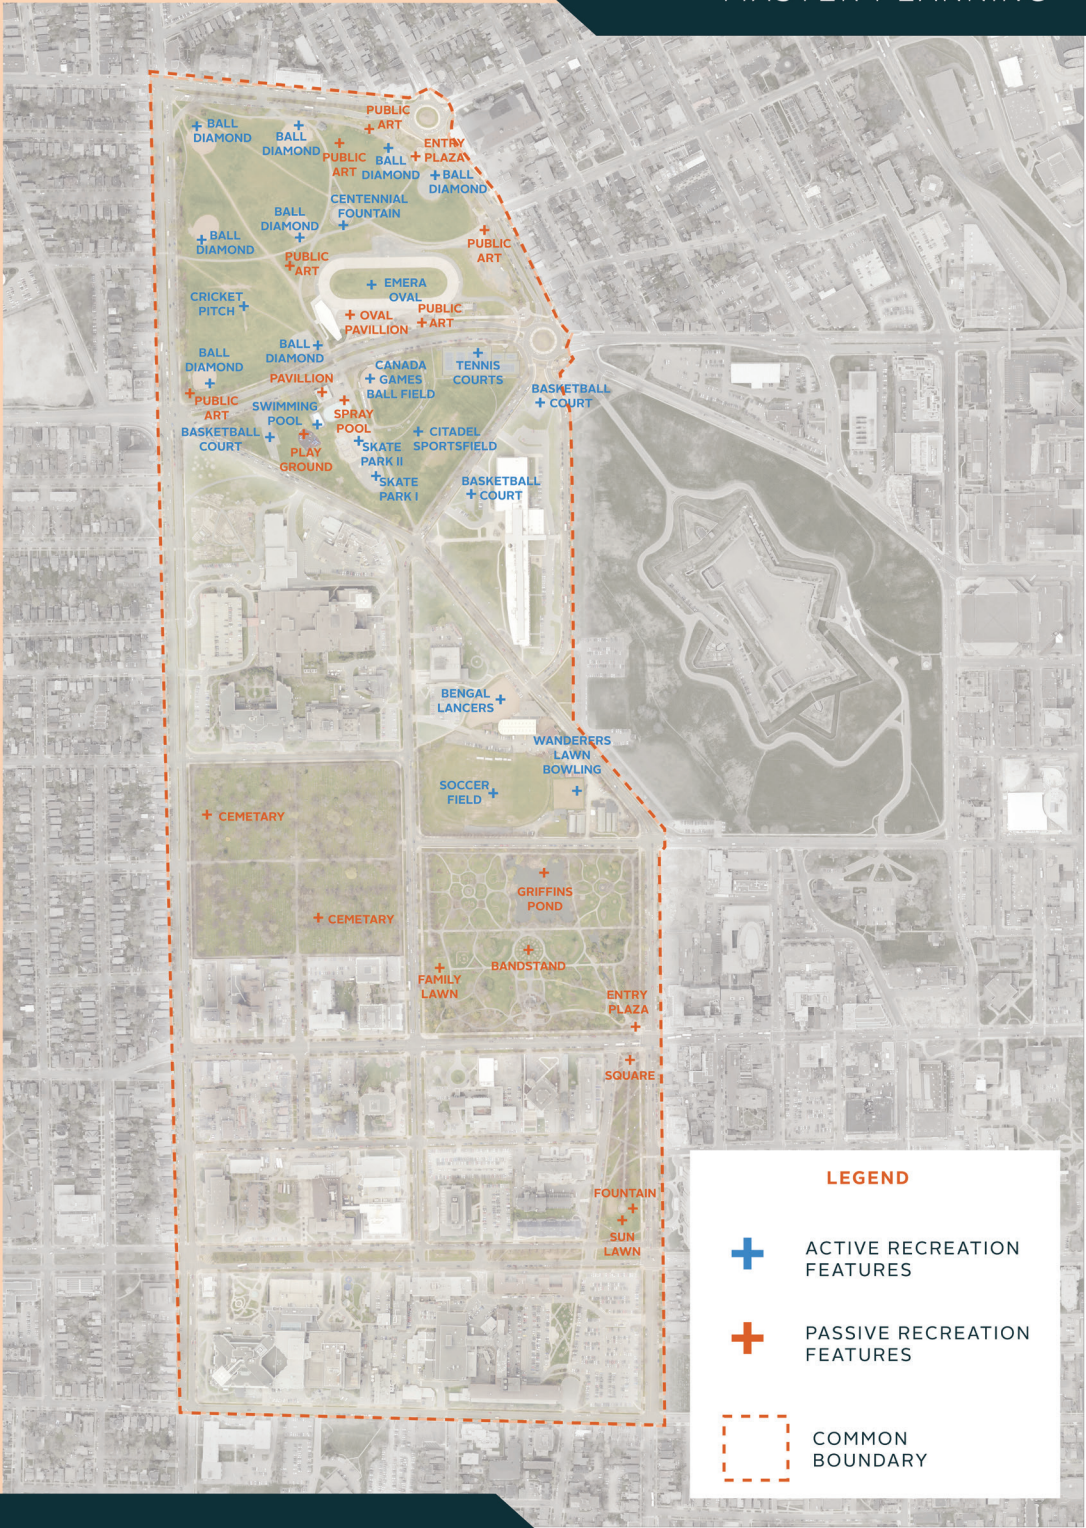 MASTER PLANNING
PUBLIC
ART
BALL
DIAMOND
BALL
DIAMOND
PUBLIC
ART
BALL
DIAMOND
ENTRY
PLAZA
BALL
DIAMOND
CENTENNIAL
FOUNTAIN
BALL
DIAMOND
BALL
DIAMOND
PUBLIC
ART
PUBLIC
ART
EMERA
OVAL
CRICKET
PITCH
OVAL
PAVILLION
PUBLIC
ART
BALL
DIAMOND
BALL
DIAMOND
CANADA
GAMES
BALL FIELD
TENNIS
COURTS
PAVILLION
BASKETBALL
COURT
PUBLIC
ART
SWIMMING
POOL
SPRAY
POOL
BASKETBALL
COURT
CITADEL
SPORTSFIELD
PLAY
GROUND
SKATE
PARK II
SKATE
PARK I
BASKETBALL
COURT
BENGAL
LANCERS
WANDERERS
LAWN
BOWLING
SOCCER
FIELD
CEMETARY
GRIFFINS
POND
CEMETARY
BANDSTAND
FAMILY
LAWN
ENTRY
PLAZA
SQUARE
FOUNTAIN
SUN
LAWN
LEGEND
ACTIVE RECREATION
FEATURES
PASSIVE RECREATION
FEATURES
COMMON
BOUNDARY